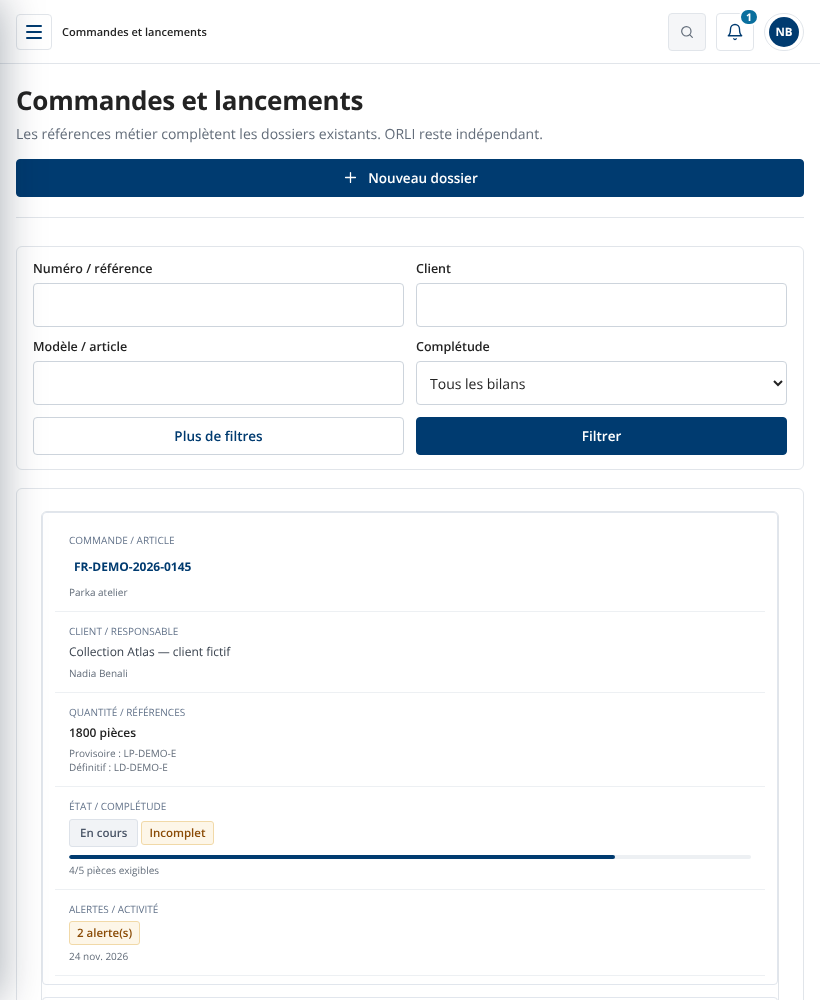 Commandes et lancements
1
NB
Commandes et lancements
Les références métier complètent les dossiers existants. ORLI reste indépendant.
+ Nouveau dossier
Numéro / référence
Client
Modèle / article
Complétude
Tous les bilans
Plus de filtres
Filtrer
COMMANDE / ARTICLE
FR-DEMO-2026-0145
Parka atelier
CLIENT / RESPONSABLE
Collection Atlas — client fictif
Nadia Benali
QUANTITÉ / RÉFÉRENCES
1800 pièces
Provisoire : LP-DEMO-E
Définitif : LD-DEMO-E
ÉTAT / COMPLÉTUDE
En cours Incomplet
4/5 pièces exigibles
ALERTES / ACTIVITÉ
2 alerte(s)
24 nov. 2026